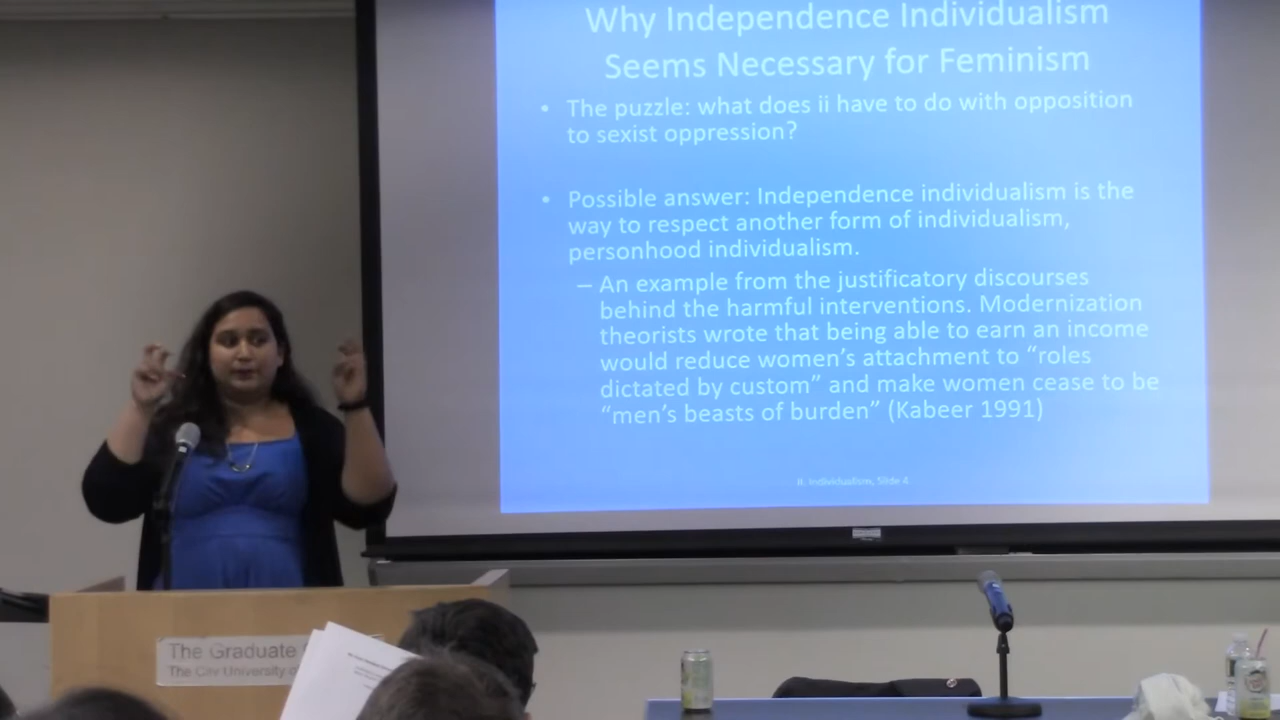 Why Independence Individualism
Seems Necessary for Feminism
• The puzzle: what does ii have to do with opposition
to sexist oppression?
• Possible answer: Independence individualism is the
way to respect another form of individualism,
personhood individualism.
– An example from the justificatory discourses
behind the harmful interventions. Modernization
theorists wrote that being able to earn an income
would reduce women's attachment to “roles
dictated by custom” and make women cease to be
“men's beasts of burden” (Kabeer 1991)
II. Individualism, Slide 4
The Graduate
The City University of